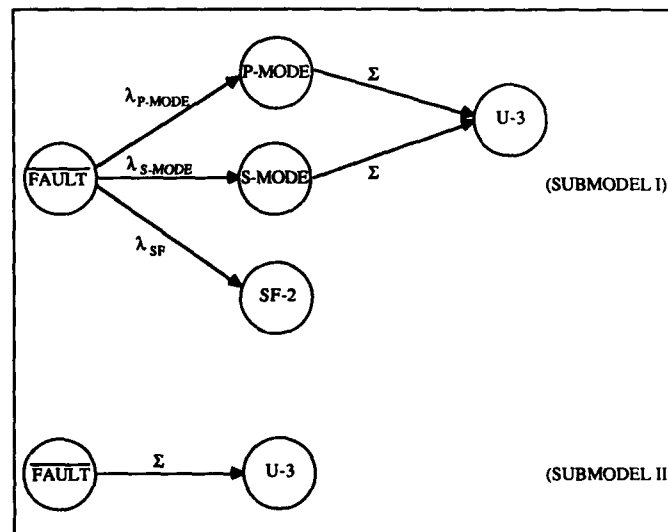 P-MODE
Σ
λP-MODE
U-3
λS-MODE
FAULT
S-MODE
Σ
(SUBMODEL I)
λSF
SF-2
FAULT
Σ
U-3
(SUBMODEL II